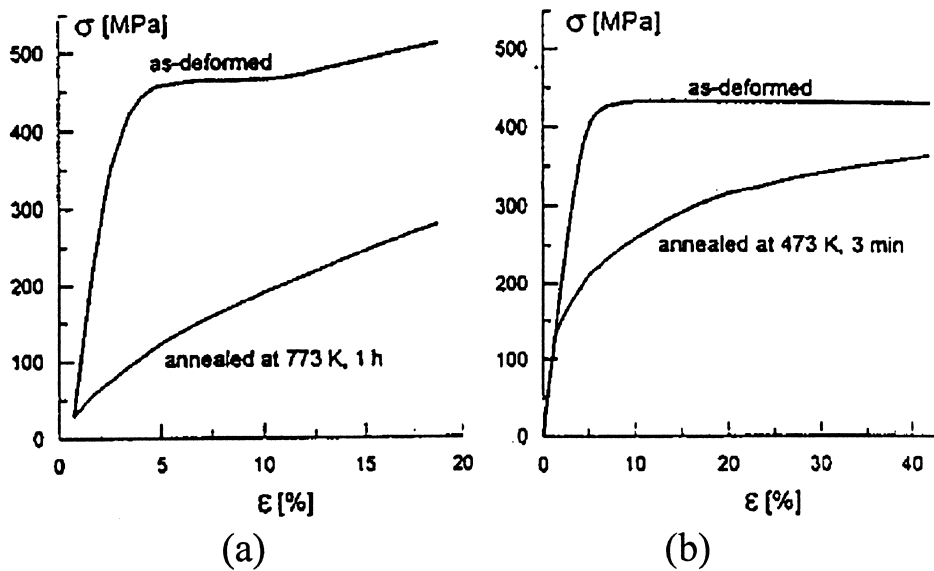 σ [MPa]
500
400
300
200
100
0
as-deformed
annealed at 773 K, 1 h
0 5 10 15 20
ε [%]
(a)
σ [MPa]
500
400
300
200
100
0
as-deformed
annealed at 473 K, 3 min
0 10 20 30 40
ε [%]
(b)